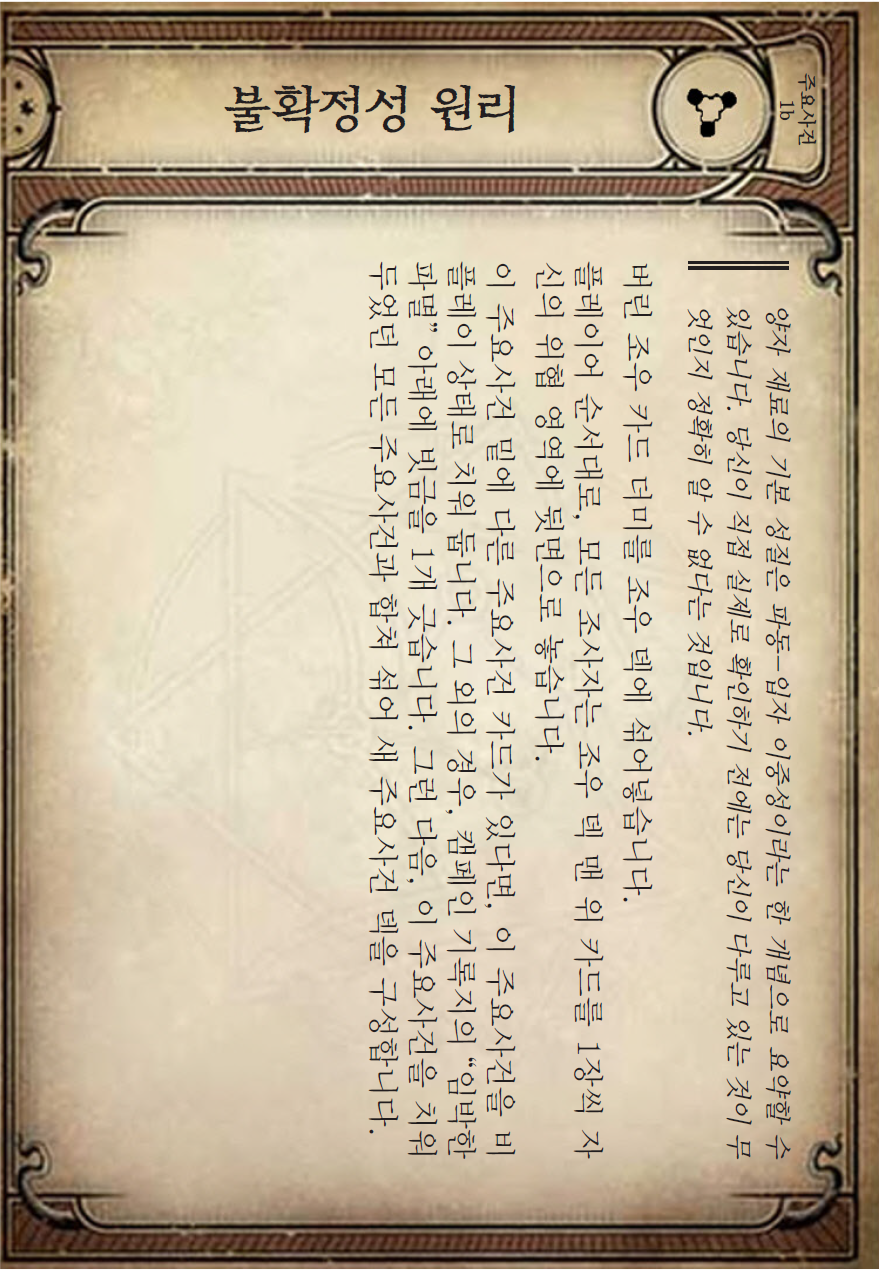 주요사건
1b
불확정성 원리
양자 재료의 기본 성질은 파동-입자 이중성이라는 한 개념으로 요약할 수
있습니다. 당신이 직접 실제로 확인하기 전에는 당신이 다루고 있는 것이 무
엇인지 정확히 알 수 없다는 것입니다.
버린 조우 카드 더미를 조우 덱에 섞어넣습니다.
플레이어 순서대로, 모든 조사자는 조우 덱 맨 위 카드를 1장씩 자
신의 위협 영역에 뒷면으로 놓습니다.
이 주요사건 밑에 다른 주요사건 카드가 있다면, 이 주요사건을 비
플레이 상태로 치워 둡니다. 그 외의 경우, 캠페인 기록지의 “임박한
파멸” 아래에 빗금을 1개 긋습니다. 그런 다음, 이 주요사건을 치워
두었던 모든 주요사건과 합쳐 섞어 새 주요사건 덱을 구성합니다.